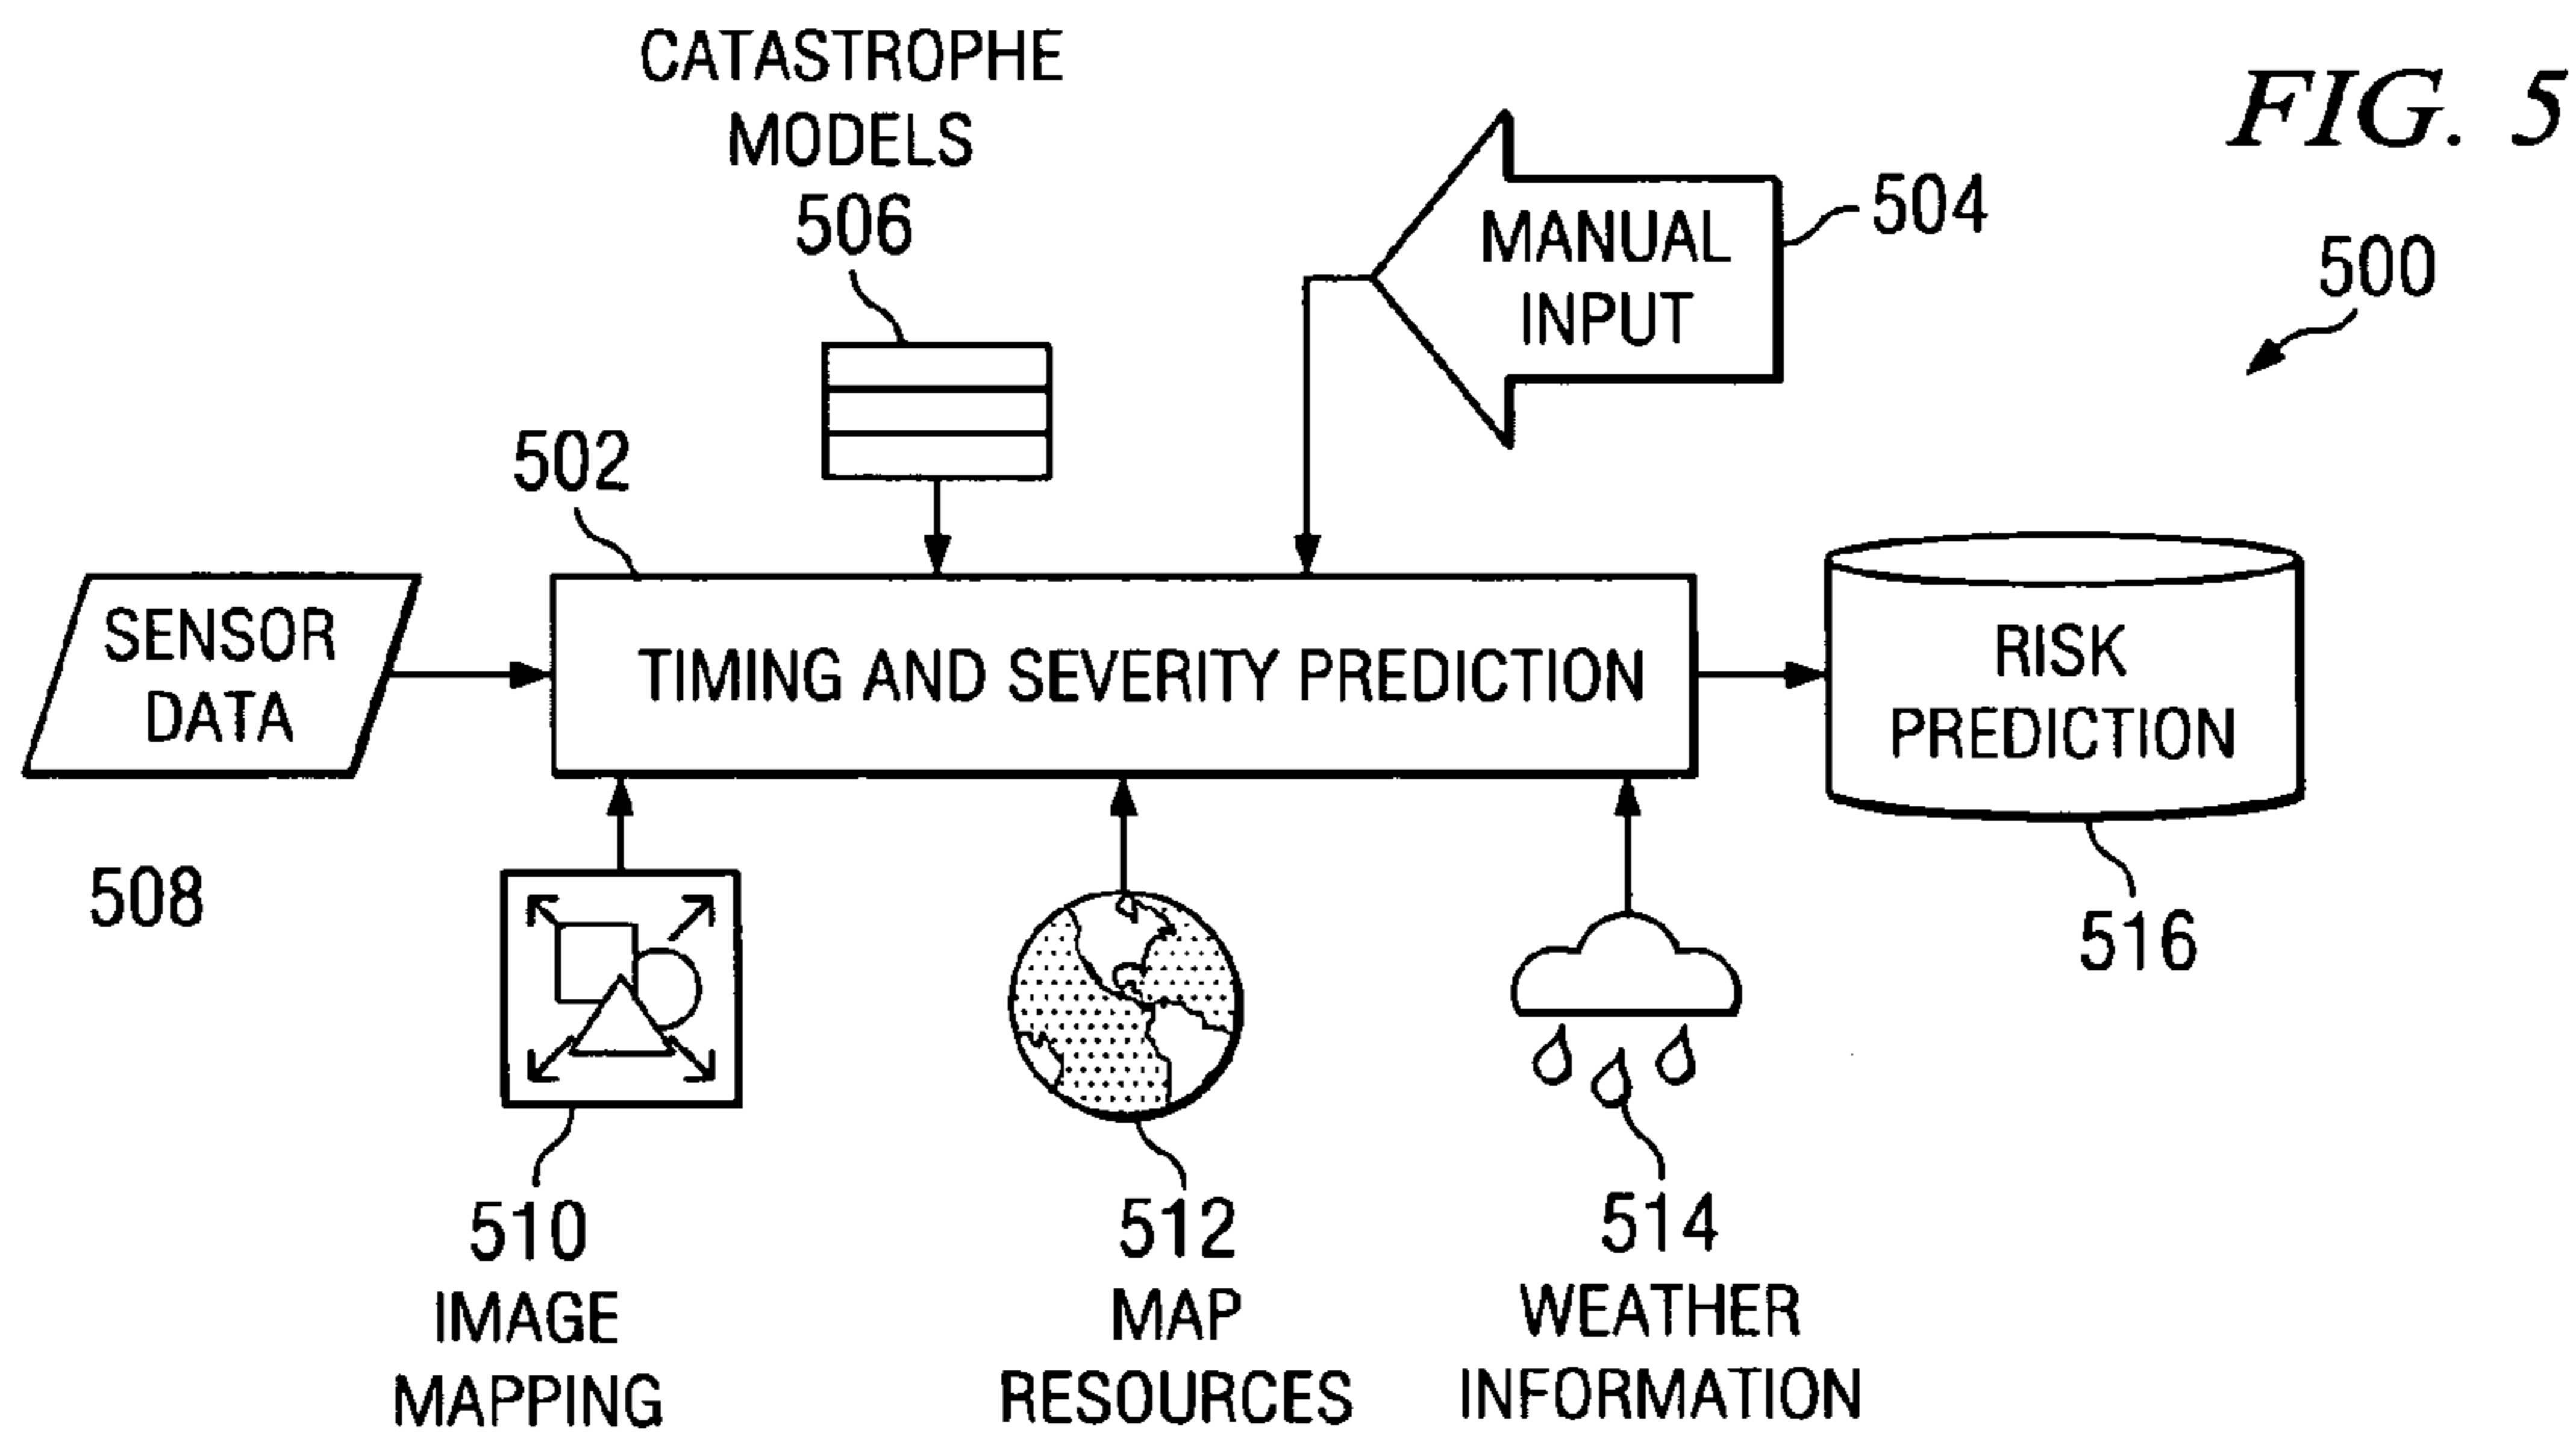 CATASTROPHE
MODELS
506
FIG. 5
MANUAL
INPUT
504
500
502
SENSOR
DATA
508
TIMING AND SEVERITY PREDICTION
RISK
PREDICTION
516
510
IMAGE
MAPPING
512
MAP
RESOURCES
514
WEATHER
INFORMATION